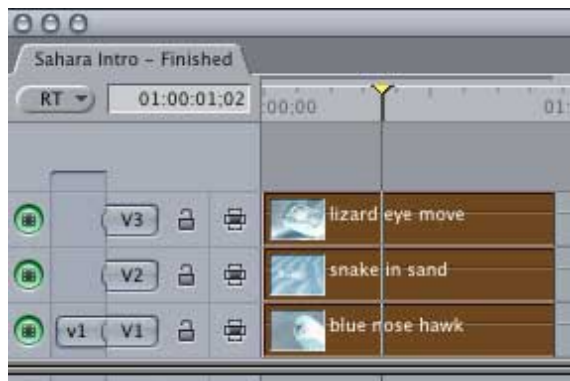 Sahara Intro – Finished
RT 01:00:01;02 00;00 01
V3 lizard eye move
V2 snake in sand
v1 V1 blue nose hawk